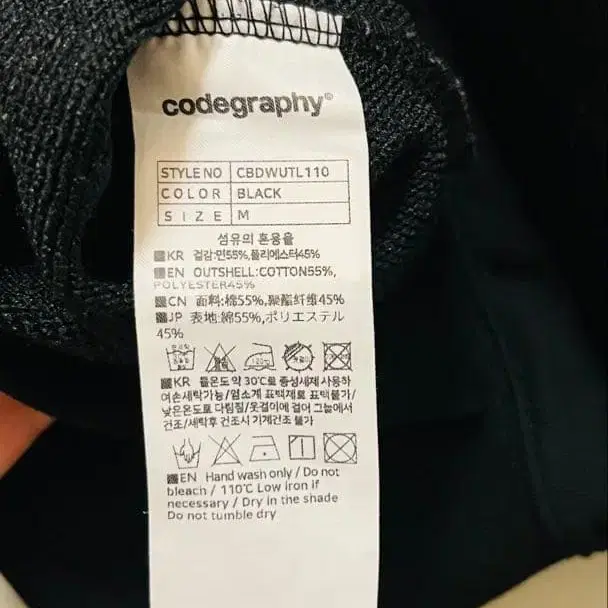 codegraphy®
STYLE NO CBDWUTL110
COLOR BLACK
SIZE M
섬유의 혼용율
KR 겉감:면55%,폴리에스터45%
EN OUTSHELL:COTTON55%,
POLYESTER45%
CN 面料:棉55%,聚酯纤维45%
JP 表地:綿55%,ポリエステル
45%
KR 물온도 약 30℃로 중성세제 사용하
여손세탁가능/염소계 표백제로 표백불가/
낮은온도로 다림질/옷걸이에 걸어 그늘에서
건조/세탁후 건조시 기계건조 불가
EN Hand wash only / Do not
bleach / 110℃ Low iron if
necessary / Dry in the shade
Do not tumble dry